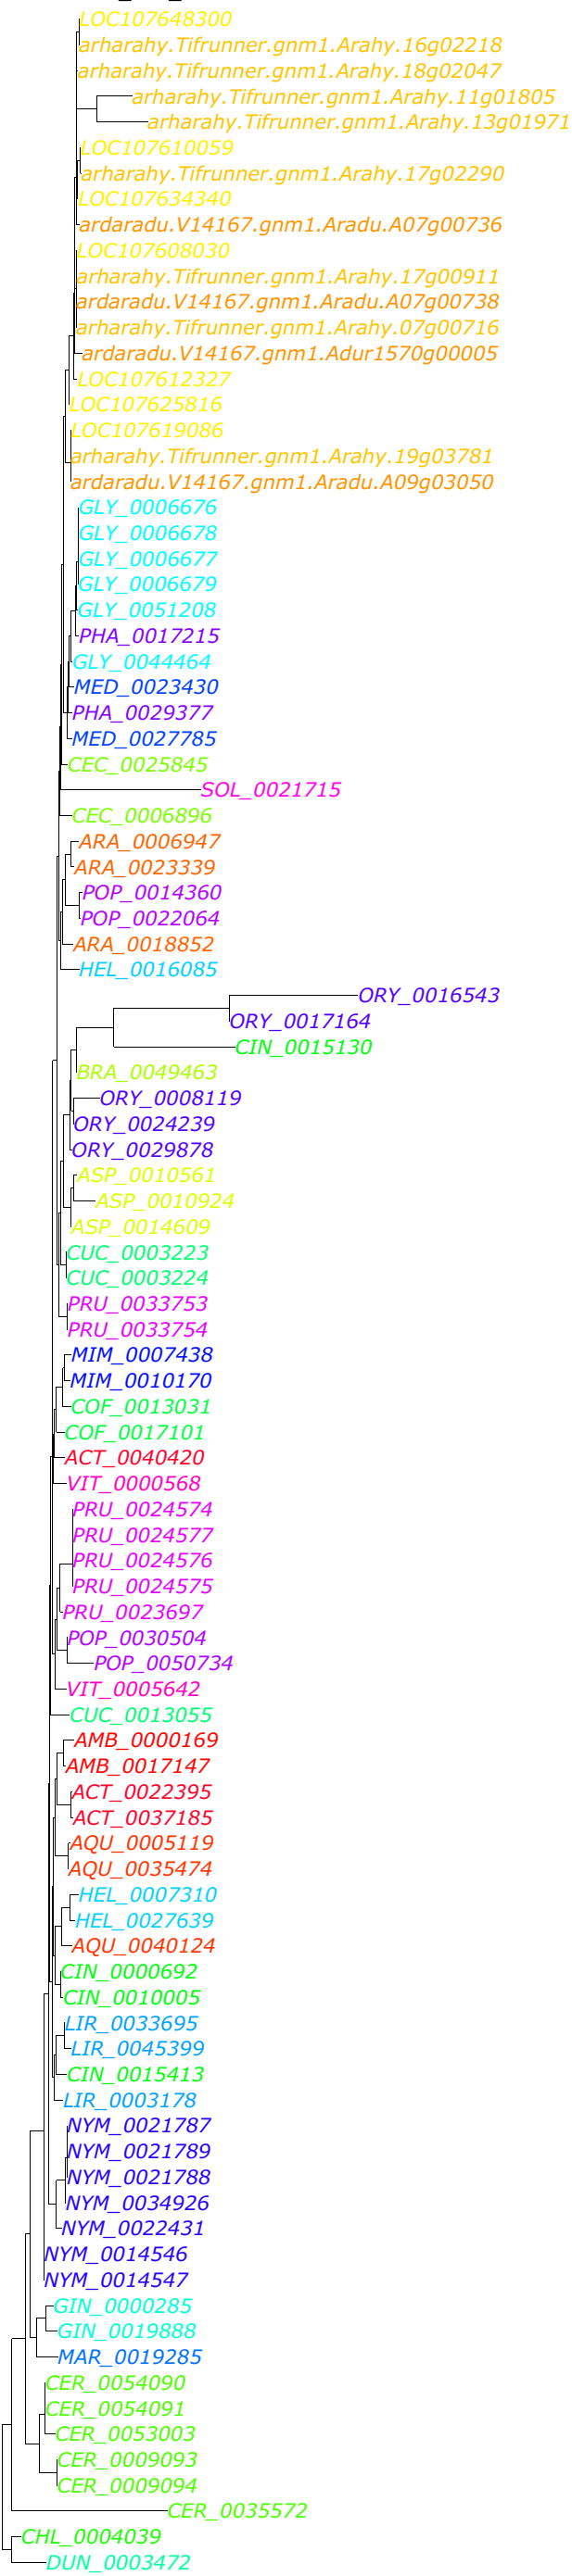 LOC107648300
arharahy.Tifrunner.gnm1.Arahy.16g02218
arharahy.Tifrunner.gnm1.Arahy.18g02047
arharahy.Tifrunner.gnm1.Arahy.11g01805
arharahy.Tifrunner.gnm1.Arahy.13g01971
LOC107610059
arharahy.Tifrunner.gnm1.Arahy.17g02290
LOC107634340
ardaradu.V14167.gnm1.Aradu.A07g00736
LOC107608030
arharahy.Tifrunner.gnm1.Arahy.17g00911
ardaradu.V14167.gnm1.Aradu.A07g00738
arharahy.Tifrunner.gnm1.Arahy.07g00716
ardaradu.V14167.gnm1.Adur1570g00005
LOC107612327
LOC107625816
LOC107619086
arharahy.Tifrunner.gnm1.Arahy.19g03781
ardaradu.V14167.gnm1.Aradu.A09g03050
GLY_0006676
GLY_0006678
GLY_0006677
GLY_0006679
GLY_0051208
PHA_0017215
GLY_0044464
MED_0023430
PHA_0029377
MED_0027785
CEC_0025845
SOL_0021715
CEC_0006896
ARA_0006947
ARA_0023339
POP_0014360
POP_0022064
ARA_0018852
HEL_0016085
ORY_0016543
ORY_0017164
CIN_0015130
BRA_0049463
ORY_0008119
ORY_0024239
ORY_0029878
ASP_0010561
ASP_0010924
ASP_0014609
CUC_0003223
CUC_0003224
PRU_0033753
PRU_0033754
MIM_0007438
MIM_0010170
COF_0013031
COF_0017101
ACT_0040420
VIT_0000568
PRU_0024574
PRU_0024577
PRU_0024576
PRU_0024575
PRU_0023697
POP_0030504
POP_0050734
VIT_0005642
CUC_0013055
AMB_0000169
AMB_0017147
ACT_0022395
ACT_0037185
AQU_0005119
AQU_0035474
HEL_0007310
HEL_0027639
AQU_0040124
CIN_0000692
CIN_0010005
LIR_0033695
LIR_0045399
CIN_0015413
LIR_0003178
NYM_0021787
NYM_0021789
NYM_0021788
NYM_0034926
NYM_0022431
NYM_0014546
NYM_0014547
GIN_0000285
GIN_0019888
MAR_0019285
CER_0054090
CER_0054091
CER_0053003
CER_0009093
CER_0009094
CER_0035572
CHL_0004039
DUN_0003472